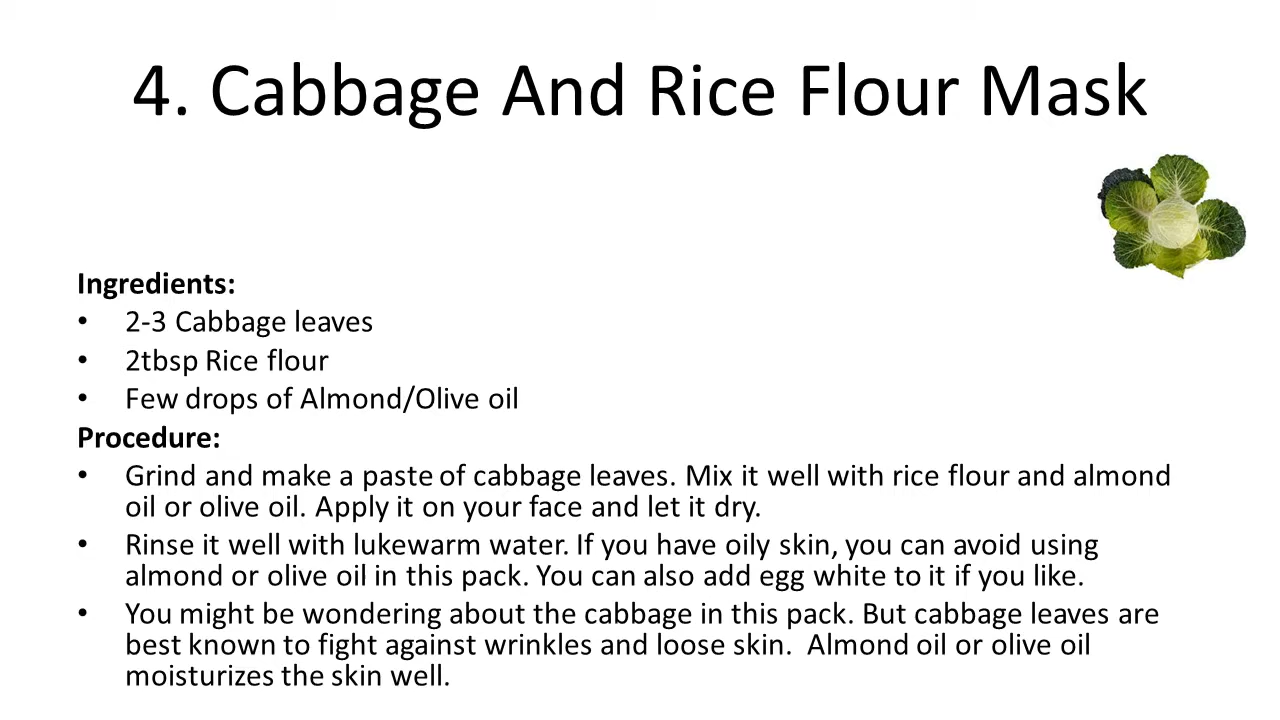 4. Cabbage And Rice Flour Mask
Ingredients:
• 2-3 Cabbage leaves
• 2tbsp Rice flour
• Few drops of Almond/Olive oil
Procedure:
• Grind and make a paste of cabbage leaves. Mix it well with rice flour and almond
oil or olive oil. Apply it on your face and let it dry.
• Rinse it well with lukewarm water. If you have oily skin, you can avoid using
almond or olive oil in this pack. You can also add egg white to it if you like.
• You might be wondering about the cabbage in this pack. But cabbage leaves are
best known to fight against wrinkles and loose skin.  Almond oil or olive oil
moisturizes the skin well.